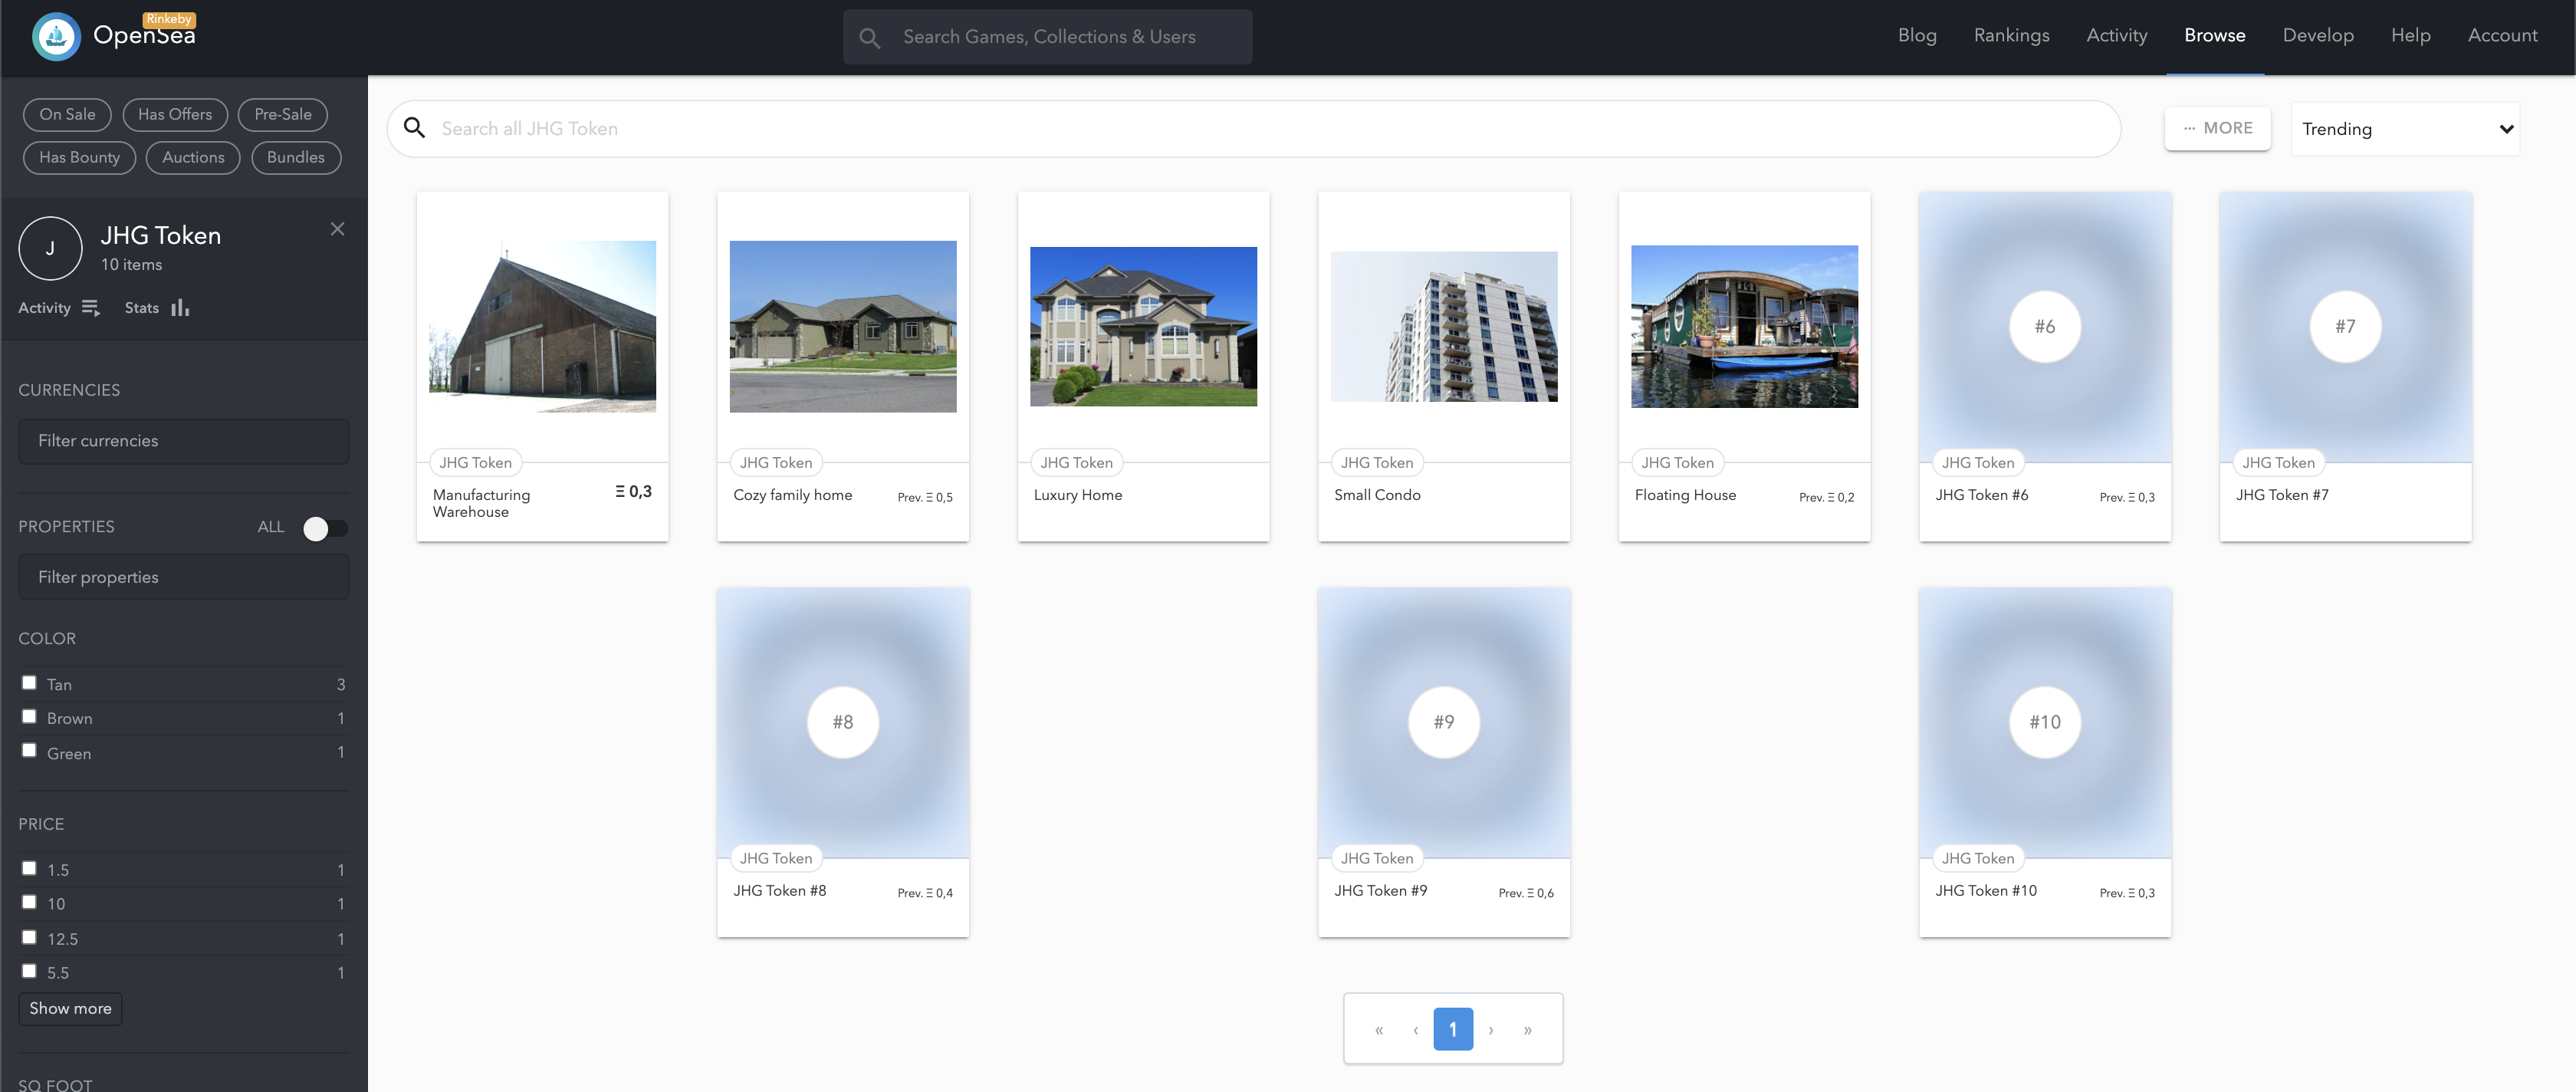 Rinkeby
OpenSea
Search Games, Collections & Users
Blog Rankings Activity Browse Develop Help Account
On Sale Has Offers Pre-Sale
Has Bounty Auctions Bundles
J
JHG Token
10 items
Activity Stats
CURRENCIES
Filter currencies
PROPERTIES ALL
Filter properties
COLOR
Tan 3
Brown 1
Green 1
PRICE
1.5 1
10 1
12.5 1
5.5 1
Show more
SQ FOOT
Search all JHG Token
··· MORE
Trending
JHG Token
Manufacturing Ξ 0,3
Warehouse
JHG Token
Cozy family home Prev. Ξ 0,5
JHG Token
Luxury Home
JHG Token
Small Condo
JHG Token
Floating House Prev. Ξ 0,2
#6
JHG Token
JHG Token #6 Prev. Ξ 0,3
#7
JHG Token
JHG Token #7
#8
JHG Token
JHG Token #8 Prev. Ξ 0,4
#9
JHG Token
JHG Token #9 Prev. Ξ 0,6
#10
JHG Token
JHG Token #10 Prev. Ξ 0,3
« ‹ 1 › »